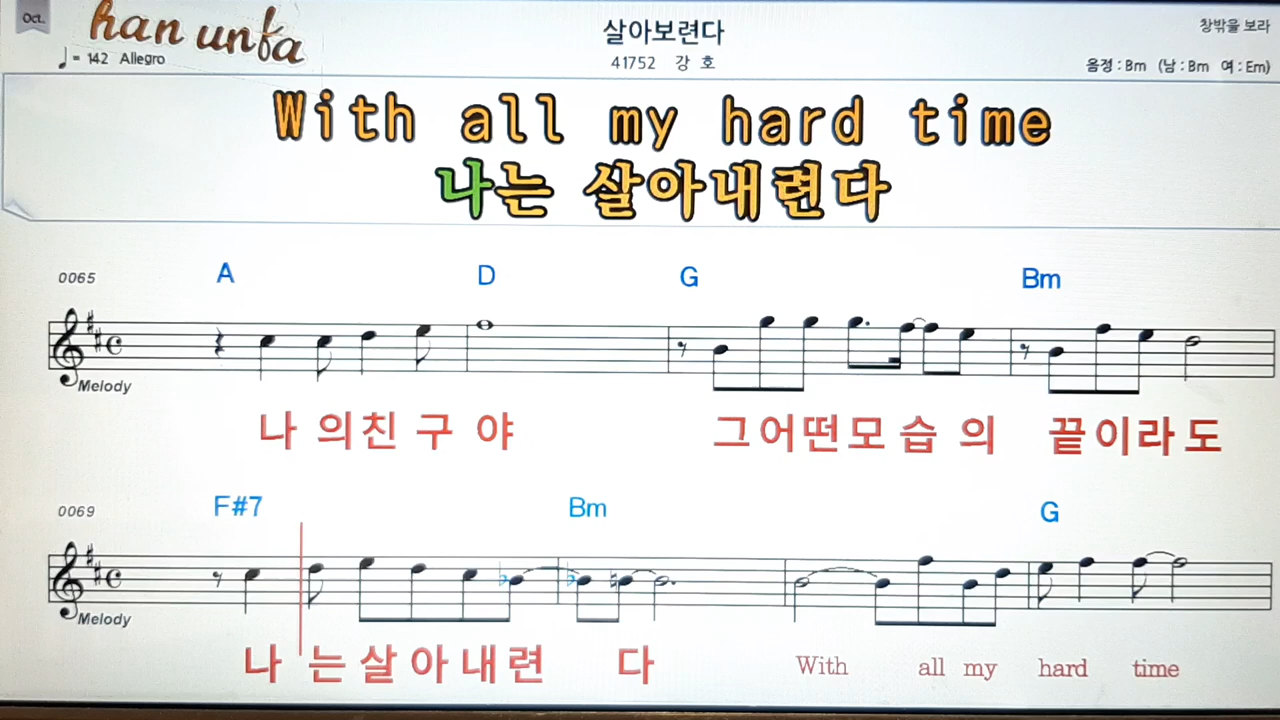 Oct.
han unfa
살아보련다
창밖을 보라
♩= 142 Allegro
41752 강 호
음정 : Bm (남 : Bm 여 : Em)
With all my hard time
나는 살아내련다
0065 A D G Bm
Melody
나 의친 구 야 그어떤모 습 의 끝이라도
0069 F#7 Bm G
Melody
나 는살 아 내 련 다 With all my hard time